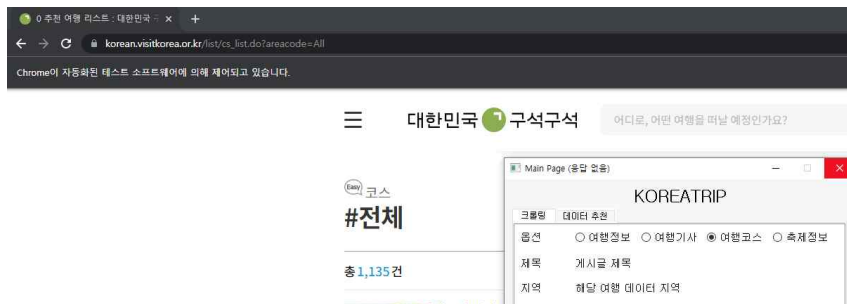 0 추천 여행 리스트 : 대한민국
korean.visitkorea.or.kr/list/cs_list.do?areacode=All
Chrome이 자동화된 테스트 소프트웨어에 의해 제어되고 있습니다.
대한민국 구석구석
어디로, 어떤 여행을 떠날 예정인가요?
Easy 코스
#전체
총 1,135 건
Main Page (응답 없음)
KOREATRIP
크롤링 데이터 추천
옵션 여행정보 여행기사 여행코스 축제정보
제목 게시글 제목
지역 해당 여행 데이터 지역